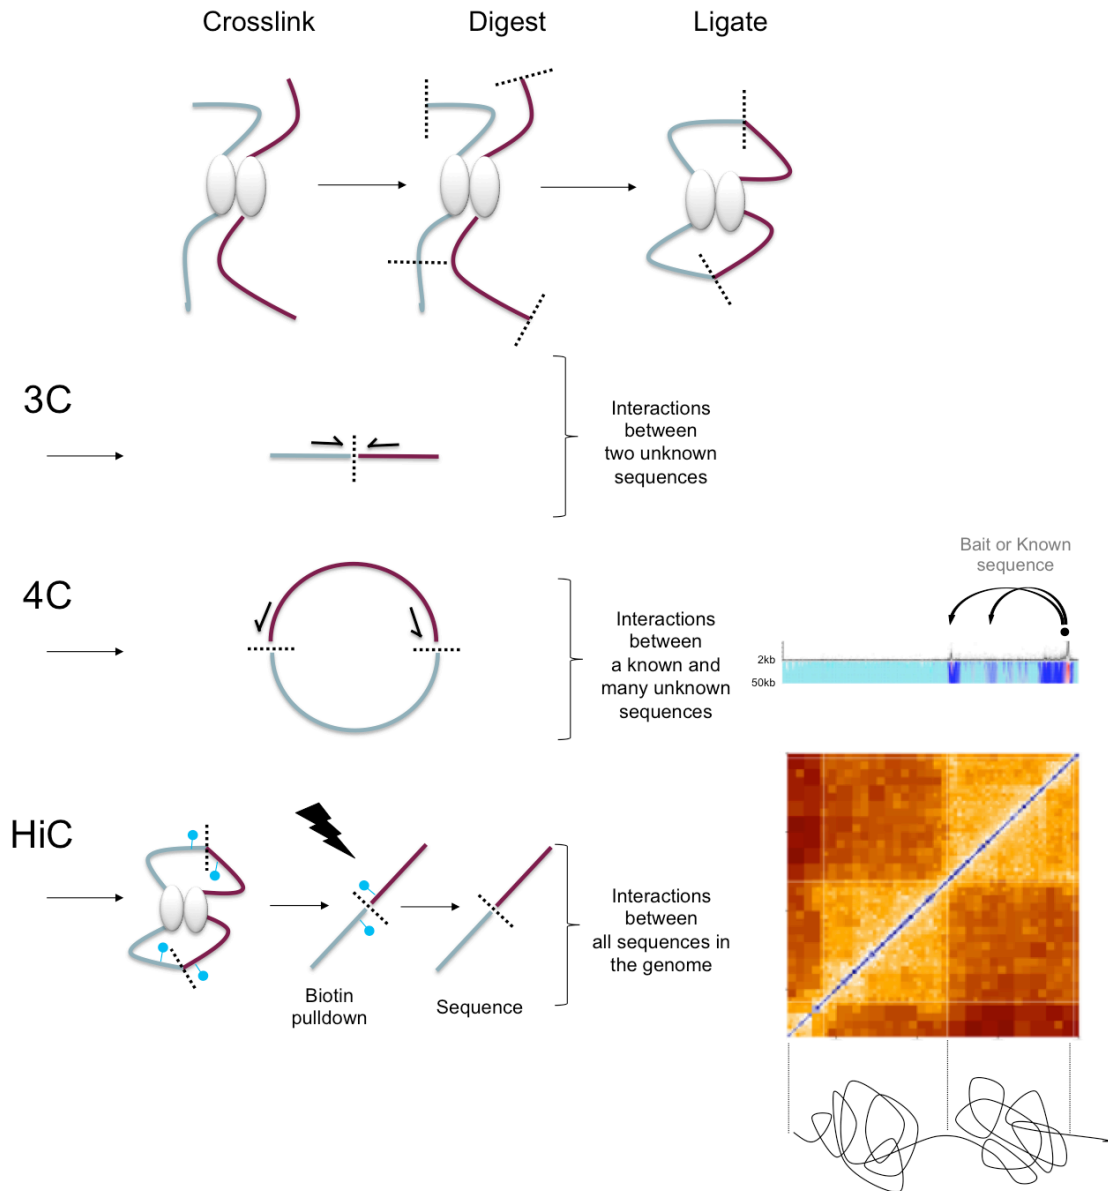 Crosslink
Digest
Ligate
3C
Interactions
between
two unknown
sequences
4C
Interactions
between
a known and
many unknown
sequences
Bait or Known
sequence
2kb
50kb
HiC
Biotin
pulldown
Sequence
Interactions
between
all sequences in
the genome